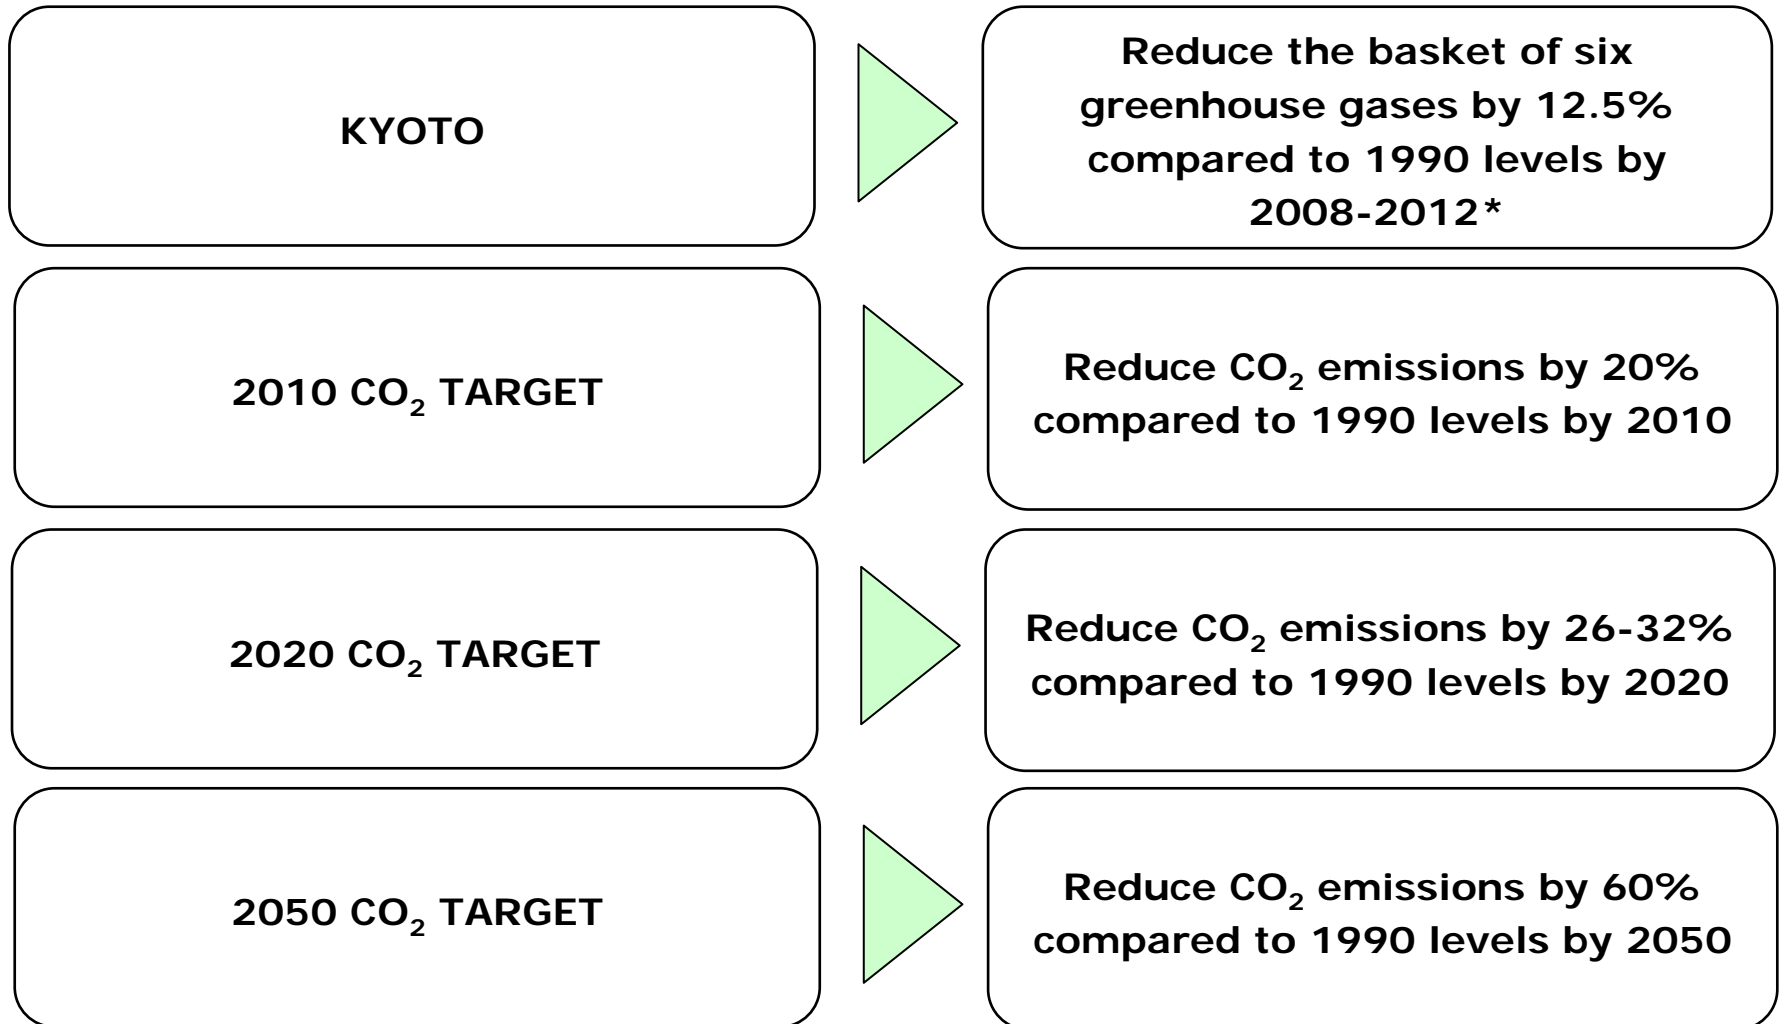 KYOTO
Reduce the basket of six
greenhouse gases by 12.5%
compared to 1990 levels by
2008-2012*
2010 CO₂ TARGET
Reduce CO₂ emissions by 20%
compared to 1990 levels by 2010
2020 CO₂ TARGET
Reduce CO₂ emissions by 26-32%
compared to 1990 levels by 2020
2050 CO₂ TARGET
Reduce CO₂ emissions by 60%
compared to 1990 levels by 2050